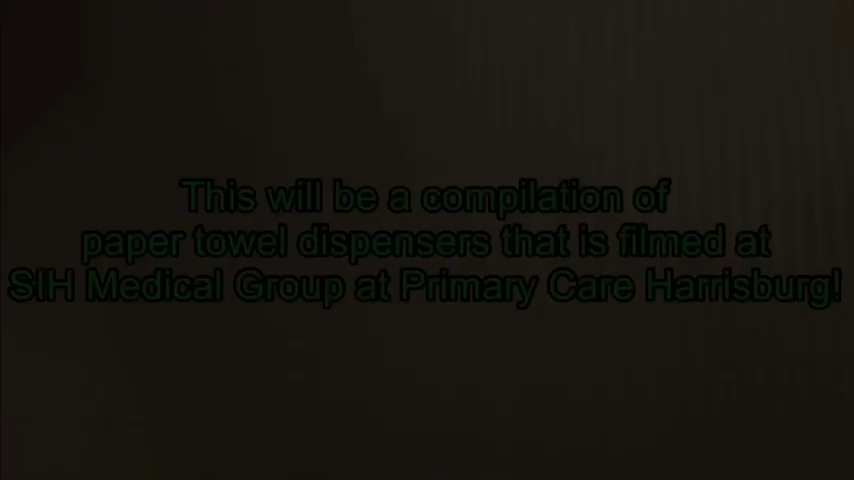 This will be a compilation of
paper towel dispensers that is filmed at
SIH Medical Group at Primary Care Harrisburg!